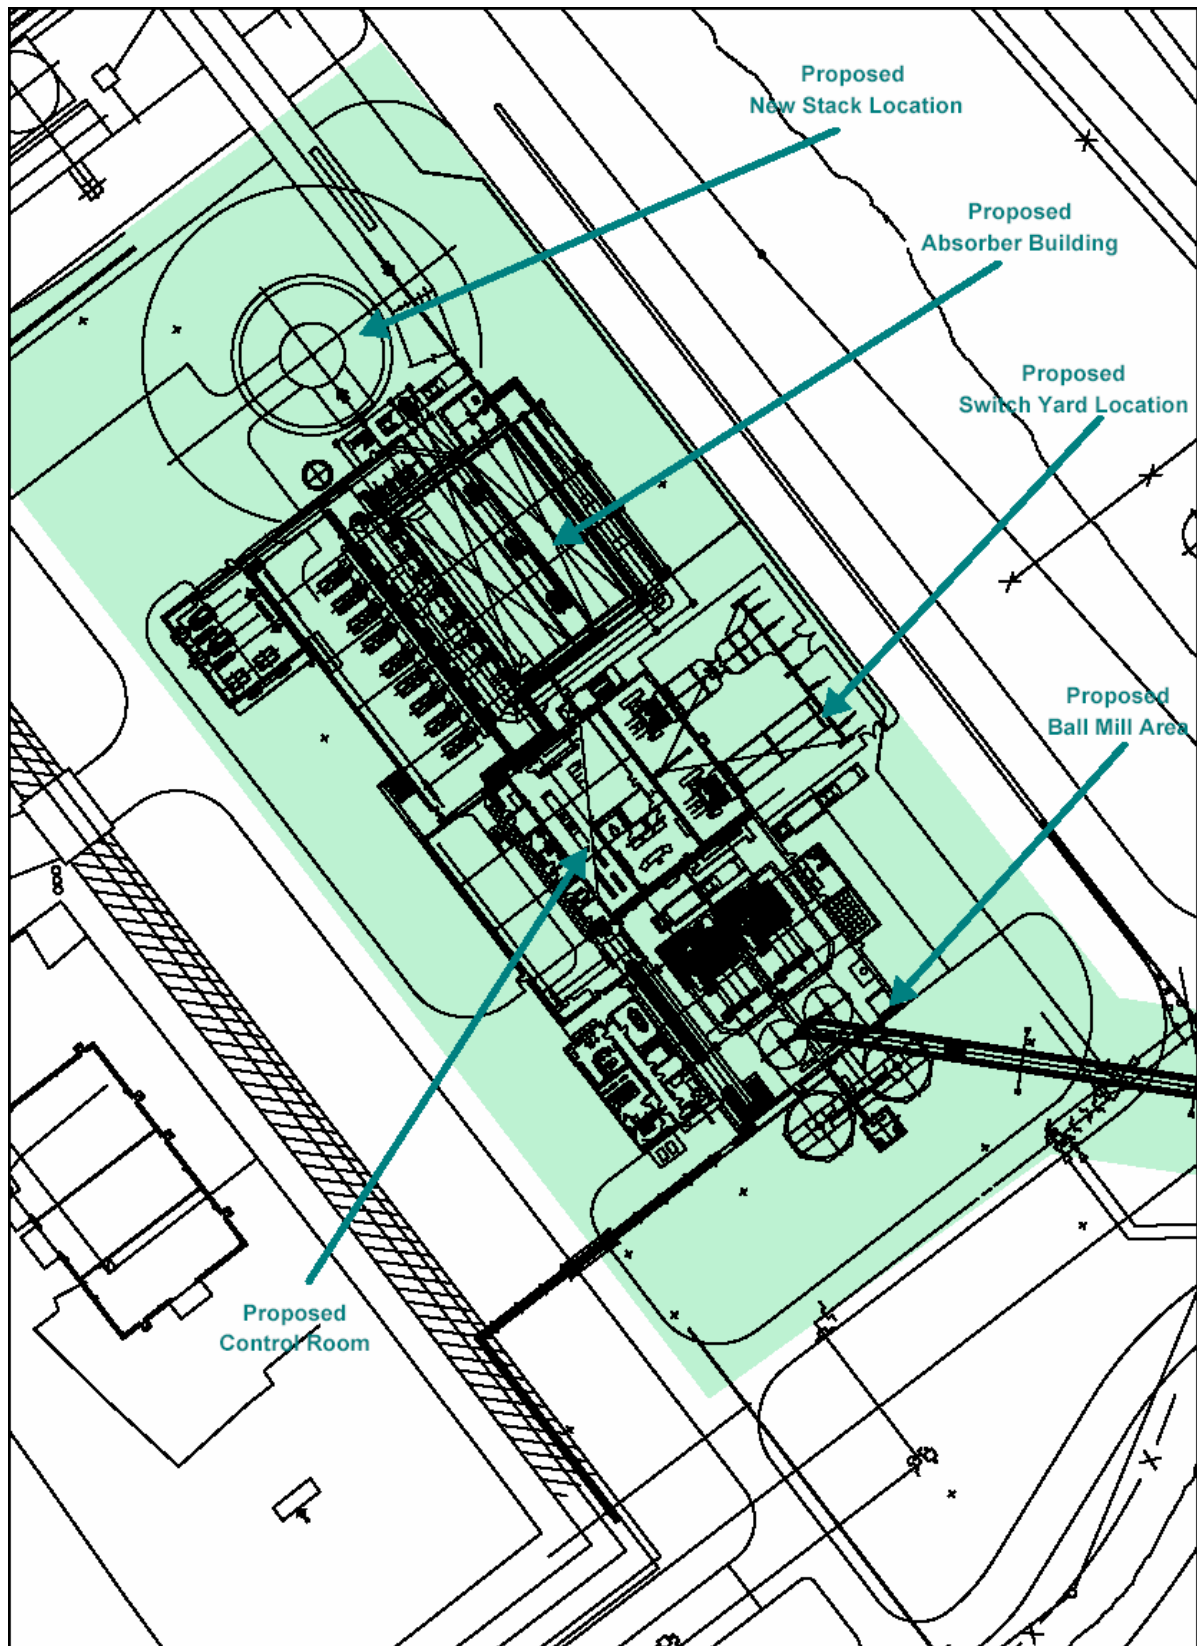 Proposed
New Stack Location
Proposed
Absorber Building
Proposed
Switch Yard Location
Proposed
Ball Mill Area
Proposed
Control Room